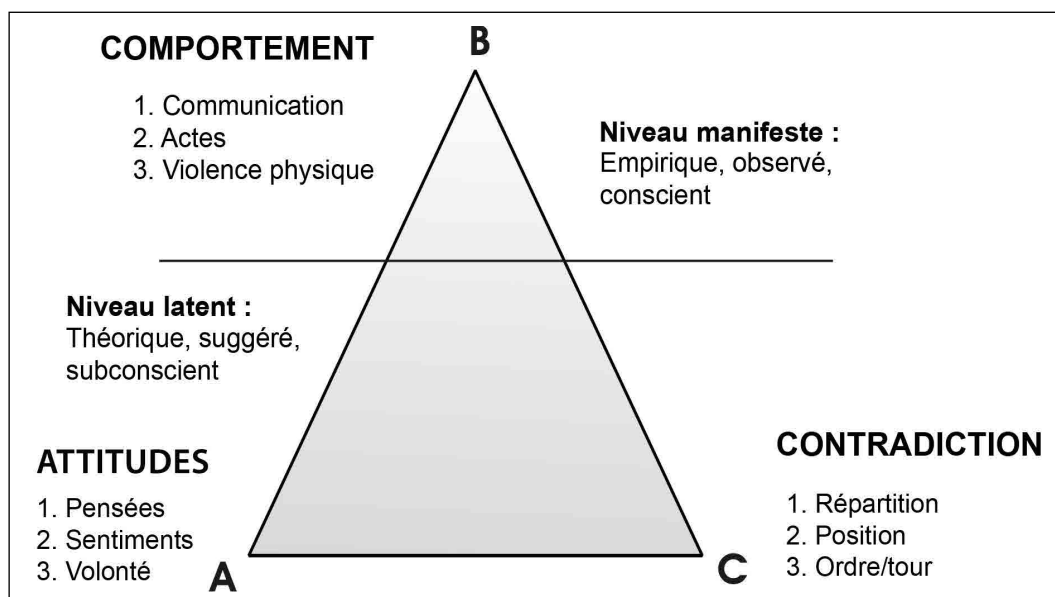 COMPORTEMENT
1. Communication
2. Actes
3. Violence physique
B
Niveau manifeste :
Empirique, observé,
conscient
Niveau latent :
Théorique, suggéré,
subconscient
ATTITUDES
1. Pensées
2. Sentiments
3. Volonté
A
CONTRADICTION
1. Répartition
2. Position
3. Ordre/tour
C